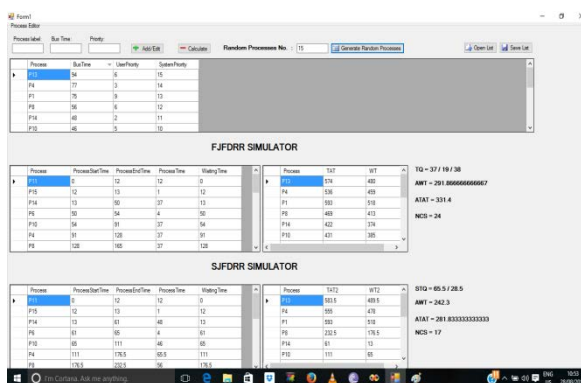 Form1
Process Editor
Process label: Bus Time Priority
Add/Edit Calculate Random Processes No. : 15 Generate Random Processes Open List Save List
Process BusTime UserPriority SystemPriority
P13 94 6 15
P4 77 3 14
P1 75 9 13
P8 56 6 12
P14 48 2 11
P10 46 5 10
FJFDRR SIMULATOR
Process ProcessStartTime ProcessEndTime ProcessTime WaitingTime
P11 0 12 12 0
P15 12 13 1 12
P14 13 50 37 13
P6 50 54 4 50
P10 54 91 37 54
P4 91 128 37 91
P8 128 165 37 128
Process TAT WT
P13 574 480
P4 536 459
P1 593 518
P8 469 413
P14 422 374
P10 431 385
TQ = 37 / 19 / 38
AWT = 291.866666666667
ATAT = 331.4
NCS = 24
SJFDRR SIMULATOR
Process ProcessStartTime ProcessEndTime ProcessTime WaitingTime
P11 0 12 12 0
P15 12 13 1 12
P14 13 61 48 13
P6 61 65 4 61
P10 65 111 46 65
P4 111 176.5 65.5 111
P8 176.5 232.5 56 176.5
Process TAT2 WT2
P13 583.5 489.5
P4 555 478
P1 593 518
P8 232.5 176.5
P14 61 13
P10 111 65
STQ = 65.5 / 28.5
AWT = 242.3
ATAT = 281.833333333333
NCS = 17
I'm Cortana. Ask me anything.
ENG 10:53